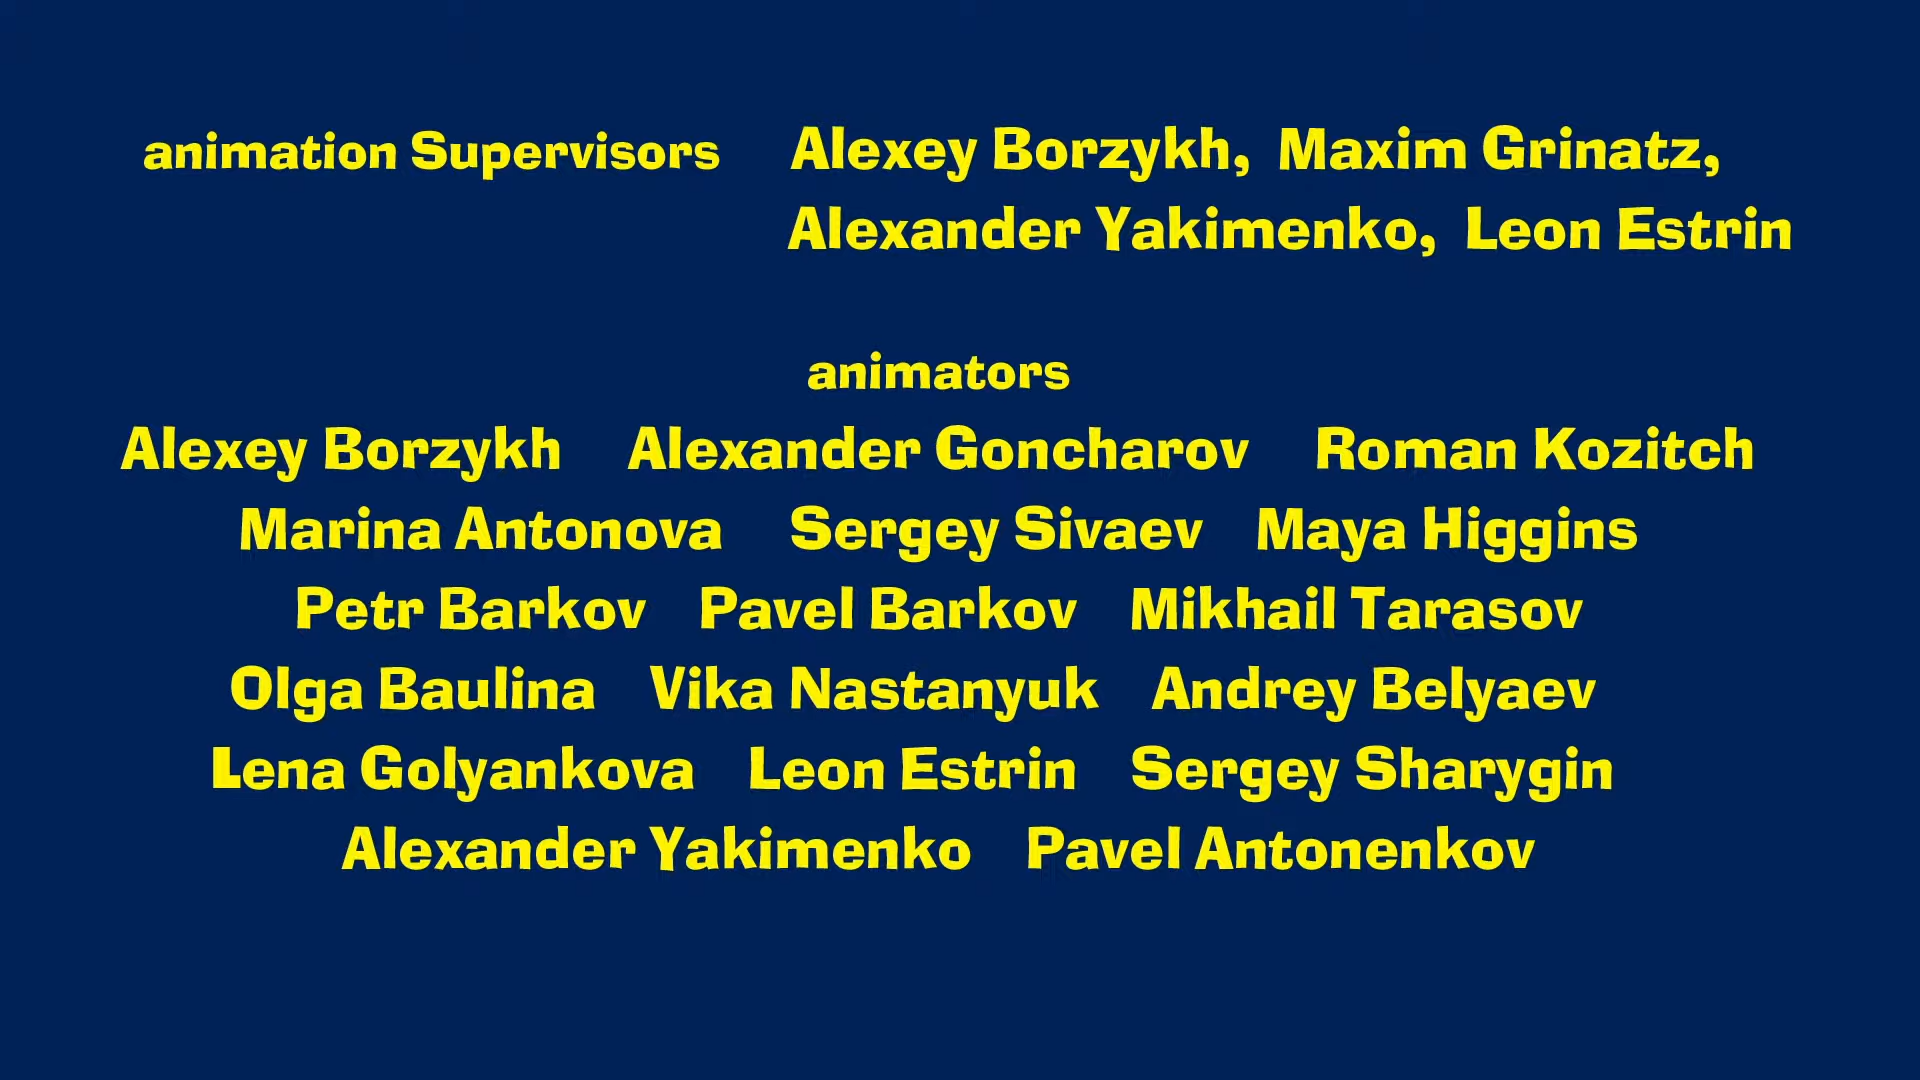 animation Supervisors Alexey Borzykh, Maxim Grinatz,
Alexander Yakimenko, Leon Estrin
animators
Alexey Borzykh Alexander Goncharov Roman Kozitch
Marina Antonova Sergey Sivaev Maya Higgins
Petr Barkov Pavel Barkov Mikhail Tarasov
Olga Baulina Vika Nastanyuk Andrey Belyaev
Lena Golyankova Leon Estrin Sergey Sharygin
Alexander Yakimenko Pavel Antonenkov